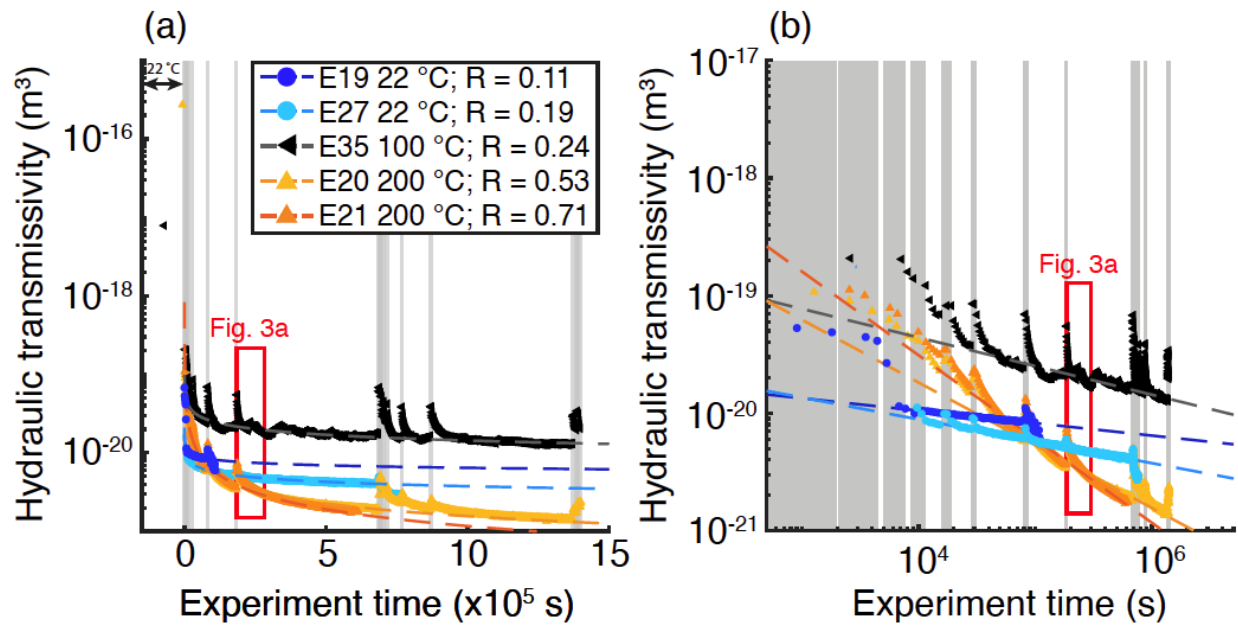 (a)
22 °C
E19 22 °C; R = 0.11
E27 22 °C; R = 0.19
E35 100 °C; R = 0.24
E20 200 °C; R = 0.53
E21 200 °C; R = 0.71
Fig. 3a
Hydraulic transmissivity (m³)
10⁻¹⁶
10⁻¹⁸
10⁻²⁰
0 5 10 15
Experiment time (x10⁵ s)
(b)
Fig. 3a
Hydraulic transmissivity (m³)
10⁻¹⁷
10⁻¹⁸
10⁻¹⁹
10⁻²⁰
10⁻²¹
10⁴ 10⁶
Experiment time (s)